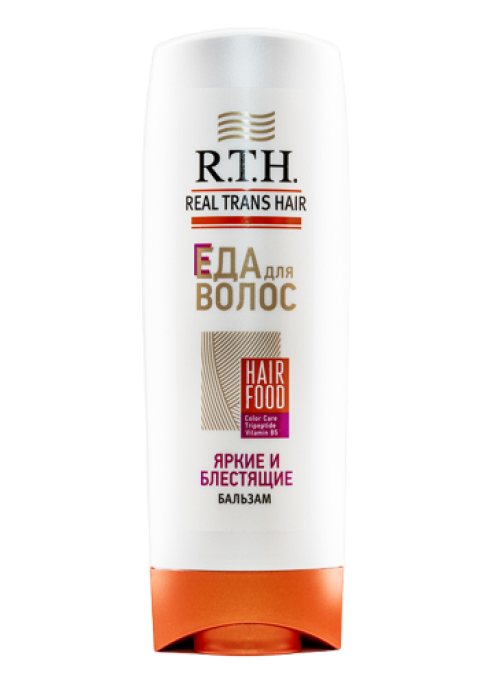 R.T.H.
REAL TRANS HAIR
ЕДА для
ВОЛОС
HAIR
FOOD
Color Care
Tripeptide
Vitamin B5
ЯРКИЕ И
БЛЕСТЯЩИЕ
БАЛЬЗАМ